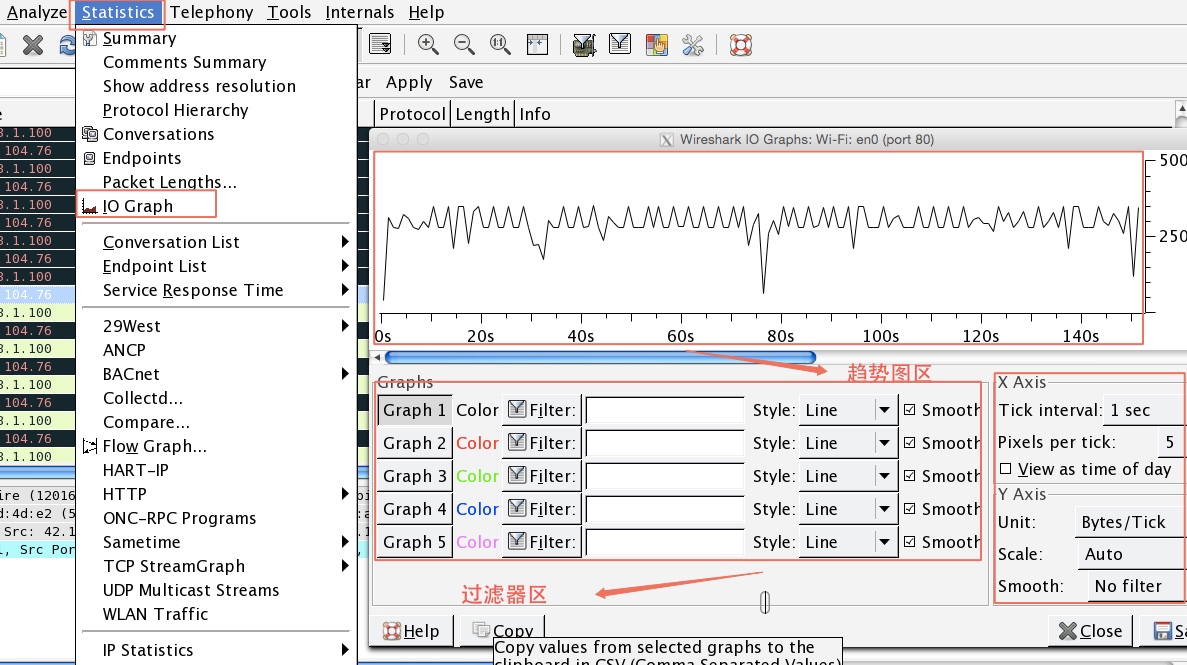 Analyze Statistics Telephony Tools Internals Help
Summary
Comments Summary
Show address resolution
Protocol Hierarchy
Conversations
Endpoints
Packet Lengths...
IO Graph
Conversation List
Endpoint List
Service Response Time
29West
ANCP
BACnet
Collectd...
Compare...
Flow Graph...
HART-IP
HTTP
ONC-RPC Programs
Sametime
TCP StreamGraph
UDP Multicast Streams
WLAN Traffic
IP Statistics
3.1.100
104.76
3.1.100
104.76
3.1.100
104.76
3.1.100
104.76
3.1.100
104.76
3.1.100
104.76
3.1.100
104.76
3.1.100
104.76
3.1.100
104.76
3.1.100
ire (12016
d:4d:e2 (5
Src: 42.1
l, Src Por
ar Apply Save
Protocol Length Info
Wireshark IO Graphs: Wi-Fi: en0 (port 80)
500
250
0s 20s 40s 60s 80s 100s 120s 140s
趋势图区
Graphs
Graph 1 Color Filter: Style: Line Smooth
Graph 2 Color Filter: Style: Line Smooth
Graph 3 Color Filter: Style: Line Smooth
Graph 4 Color Filter: Style: Line Smooth
Graph 5 Color Filter: Style: Line Smooth
X Axis
Tick interval: 1 sec
Pixels per tick: 5
View as time of day
Y Axis
Unit: Bytes/Tick
Scale: Auto
Smooth: No filter
过滤器区
Help Copy Close Sa
Copy values from selected graphs to the
clipboard in CSV (Comma Separated Values)